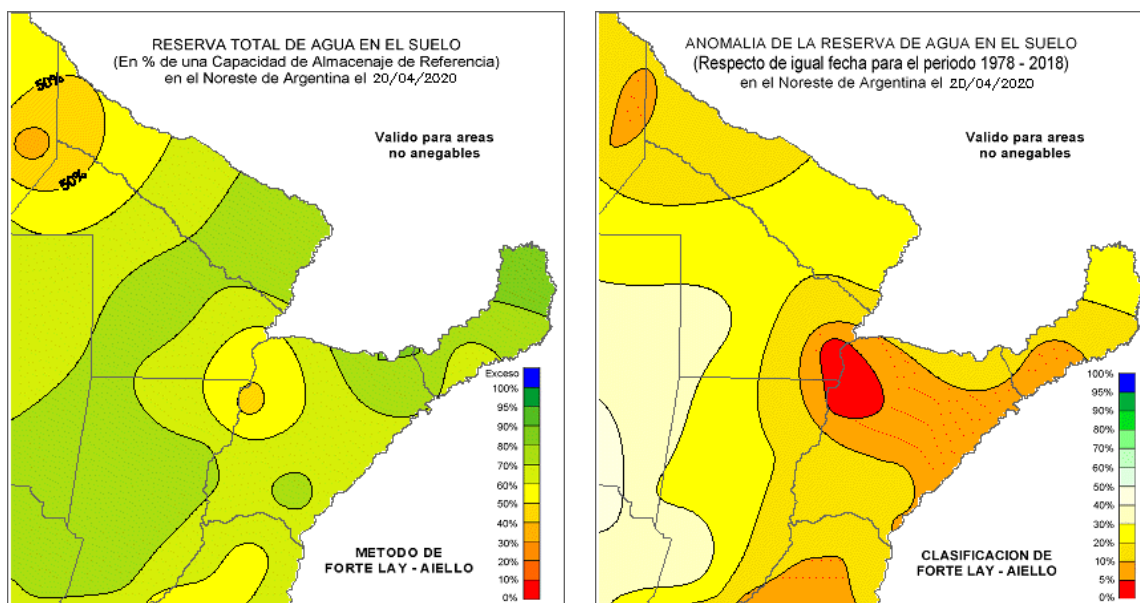 RESERVA TOTAL DE AGUA EN EL SUELO
(En % de una Capacidad de Almacenaje de Referencia)
en el Noreste de Argentina el 20/04/2020
Valido para areas
no anegables
50%
50%
Exceso
100%
95%
90%
80%
70%
60%
50%
40%
30%
20%
10%
0%
METODO DE
FORTE LAY - AIELLO
ANOMALIA DE LA RESERVA DE AGUA EN EL SUELO
(Respecto de igual fecha para el periodo 1978 - 2018)
en el Noreste de Argentina el 20/04/2020
Valido para areas
no anegables
100%
95%
90%
80%
70%
60%
50%
40%
30%
20%
10%
5%
0%
CLASIFICACION DE
FORTE LAY - AIELLO